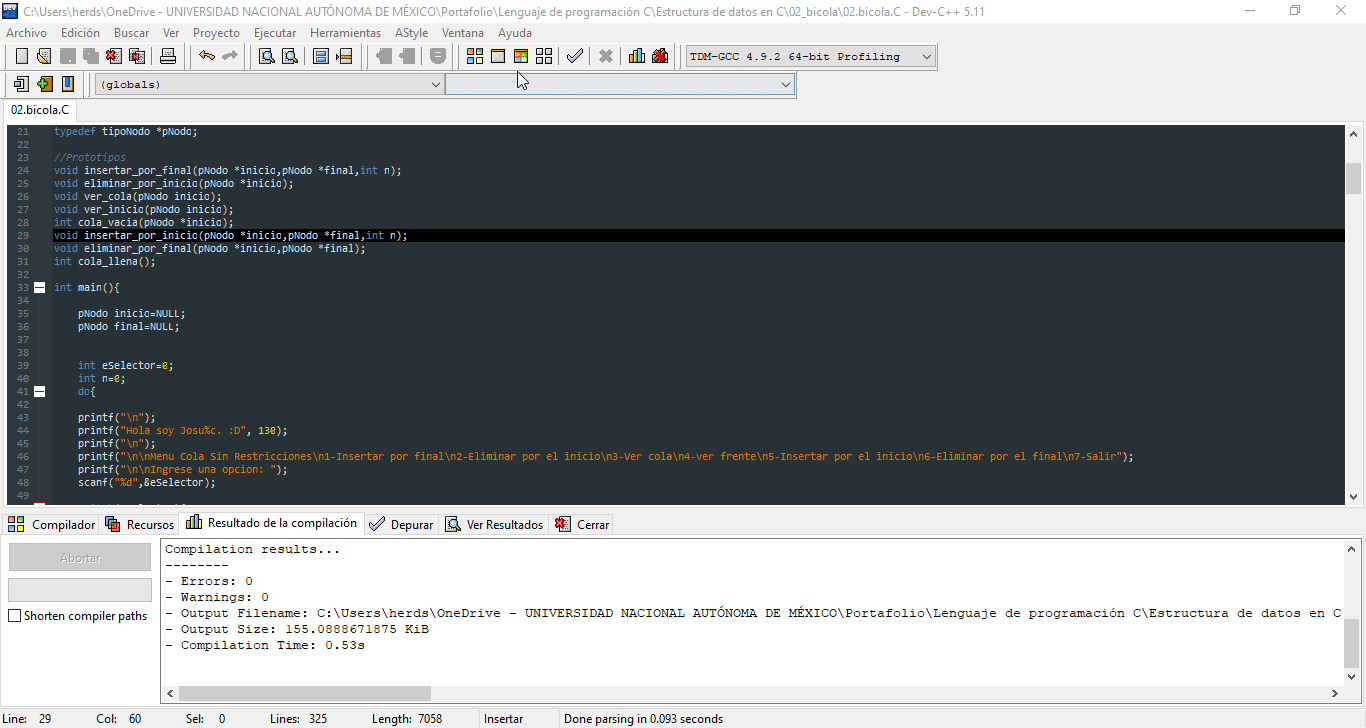 C:\Users\herds\OneDrive - UNIVERSIDAD NACIONAL AUTÓNOMA DE MÉXICO\Portafolio\Lenguaje de programación C\Estructura de datos en C\02_bicola\02.bicola.C - Dev-C++ 5.11
Archivo Edición Buscar Ver Proyecto Ejecutar Herramientas AStyle Ventana Ayuda
TDM-GCC 4.9.2 64-bit Profiling
(globals)
02.bicola.C
21 typedef tipoNodo *pNodo;
22
23 //Prototipos
24 void insertar_por_final(pNodo *inicio,pNodo *final,int n);
25 void eliminar_por_inicio(pNodo *inicio);
26 void ver_cola(pNodo inicio);
27 void ver_inicio(pNodo inicio);
28 int cola_vacia(pNodo *inicio);
29 void insertar_por_inicio(pNodo *inicio,pNodo *final,int n);
30 void eliminar_por_final(pNodo *inicio,pNodo *final);
31 int cola_llena();
32
33 int main(){
34
35 pNodo inicio=NULL;
36 pNodo final=NULL;
37
38
39 int eSelector=0;
40 int n=0;
41 do{
42
43 printf("\n");
44 printf("Hola soy Josu%c. :D", 130);
45 printf("\n");
46 printf("\n\nMenu Cola Sin Restricciones\n1-Insertar por final\n2-Eliminar por el inicio\n3-Ver cola\n4-ver frente\n5-Insertar por el inicio\n6-Eliminar por el final\n7-Salir");
47 printf("\n\nIngrese una opcion: ");
48 scanf("%d",&eSelector);
49
Compilador Recursos Resultado de la compilación Depurar Ver Resultados Cerrar
Abortar
Shorten compiler paths
Compilation results...
--------
- Errors: 0
- Warnings: 0
- Output Filename: C:\Users\herds\OneDrive - UNIVERSIDAD NACIONAL AUTÓNOMA DE MÉXICO\Portafolio\Lenguaje de programación C\Estructura de datos en C
- Output Size: 155.0888671875 KiB
- Compilation Time: 0.53s
Line: 29 Col: 60 Sel: 0 Lines: 325 Length: 7058 Insertar Done parsing in 0.093 seconds